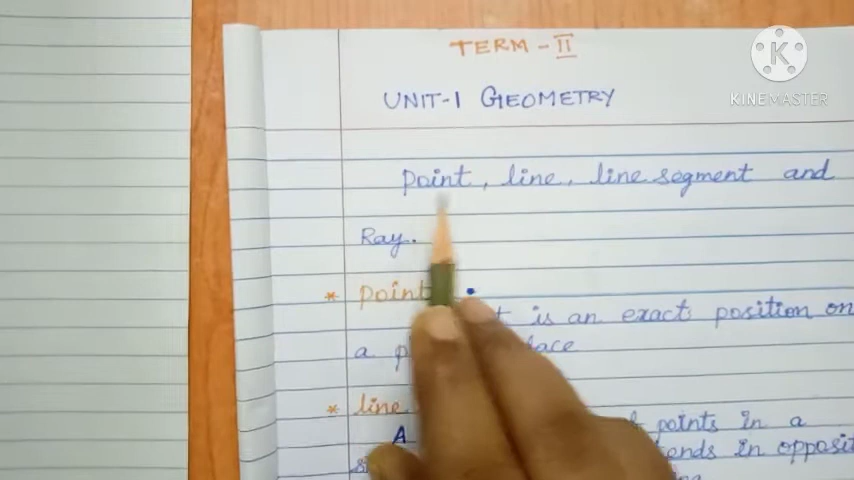 TERM - II
KINEMASTER
UNIT-1 GEOMETRY
point, line, line segment and
Ray.
* point
is an exact position on
a
* line
A points in a
in opposit